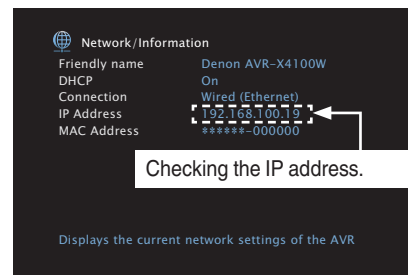 Network/Information
Friendly name Denon AVR-X4100W
DHCP On
Connection Wired (Ethernet)
IP Address 192.168.100.19
MAC Address ******-000000
Checking the IP address.
Displays the current network settings of the AVR